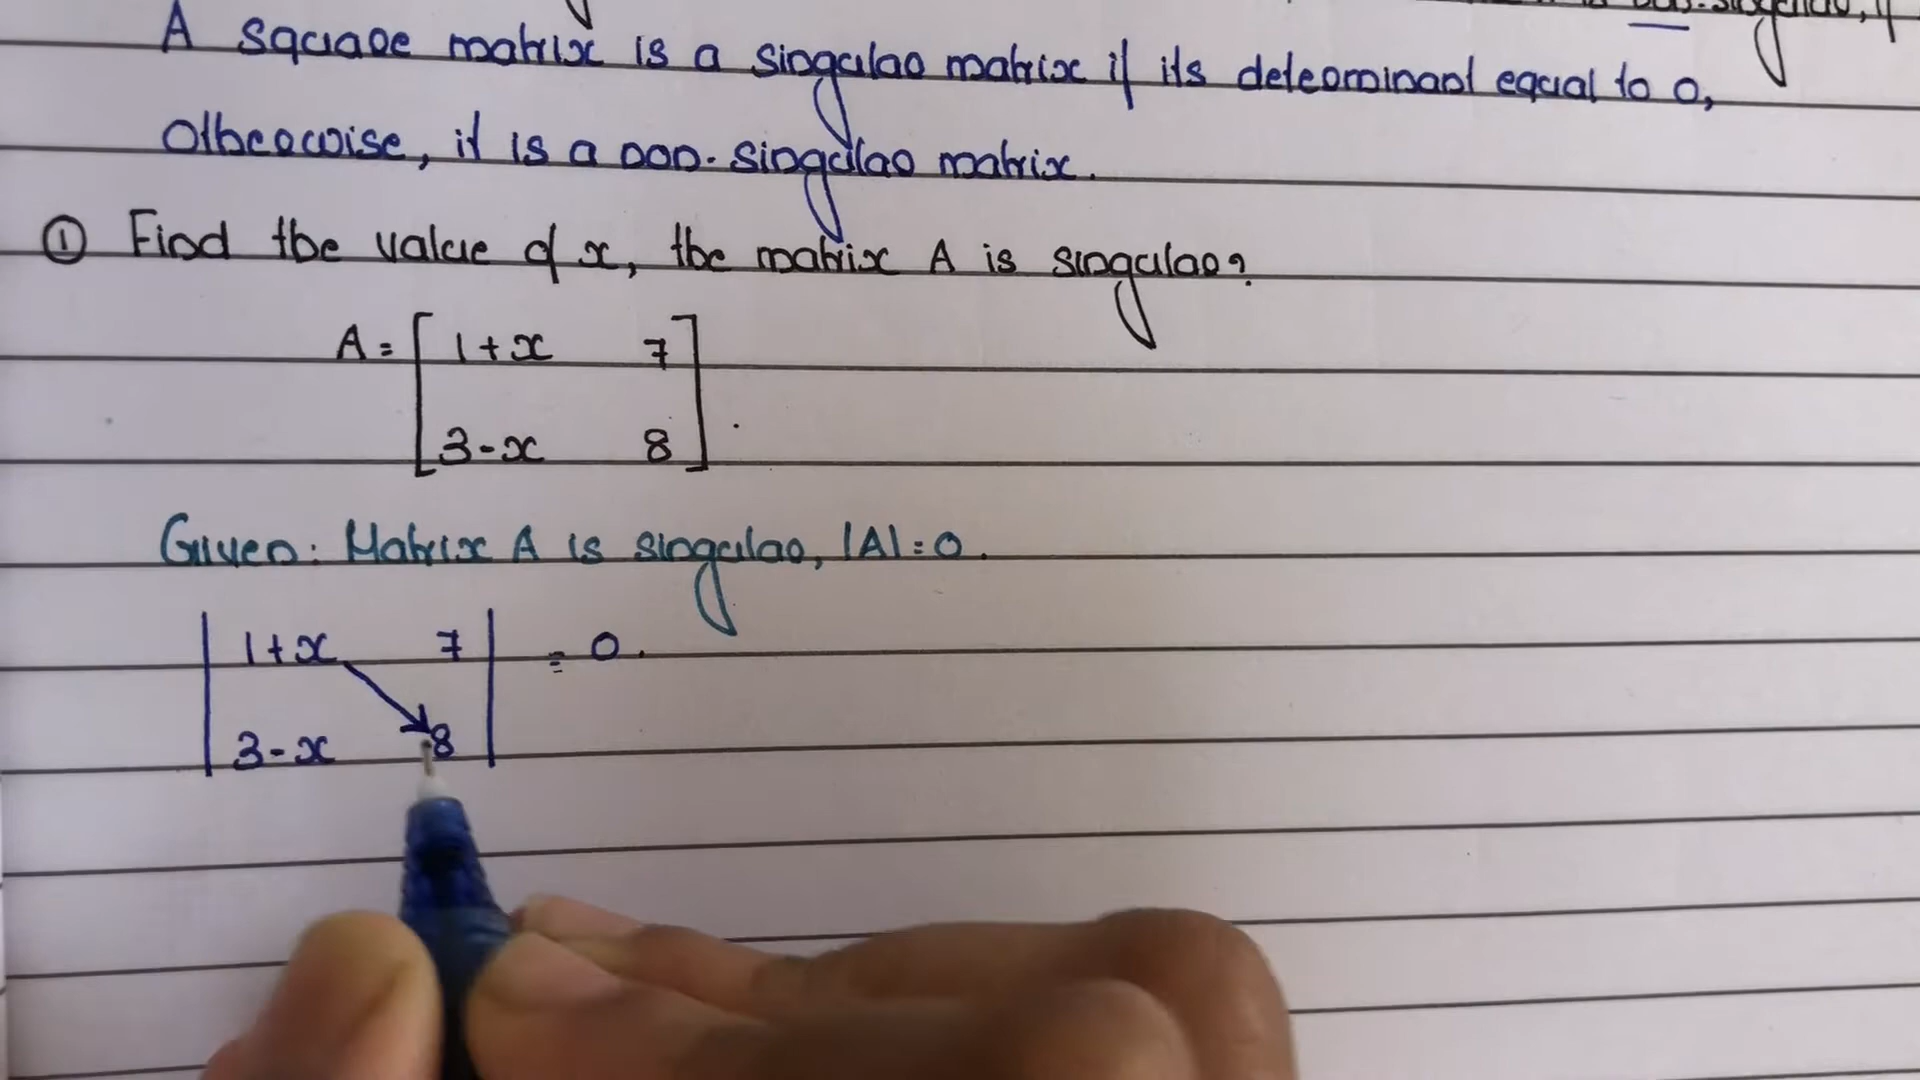 A square matrix is a singular matrix if its determinant equal to 0,
Otherwise, it is a non-singular matrix.
① Find the value of x, the matrix A is singular?
A = [ 1+x 7
3-x 8 ].
Given: Matrix A is singular, |A| = 0.
| 1+x 7 | = 0.
| 3-x 8 |